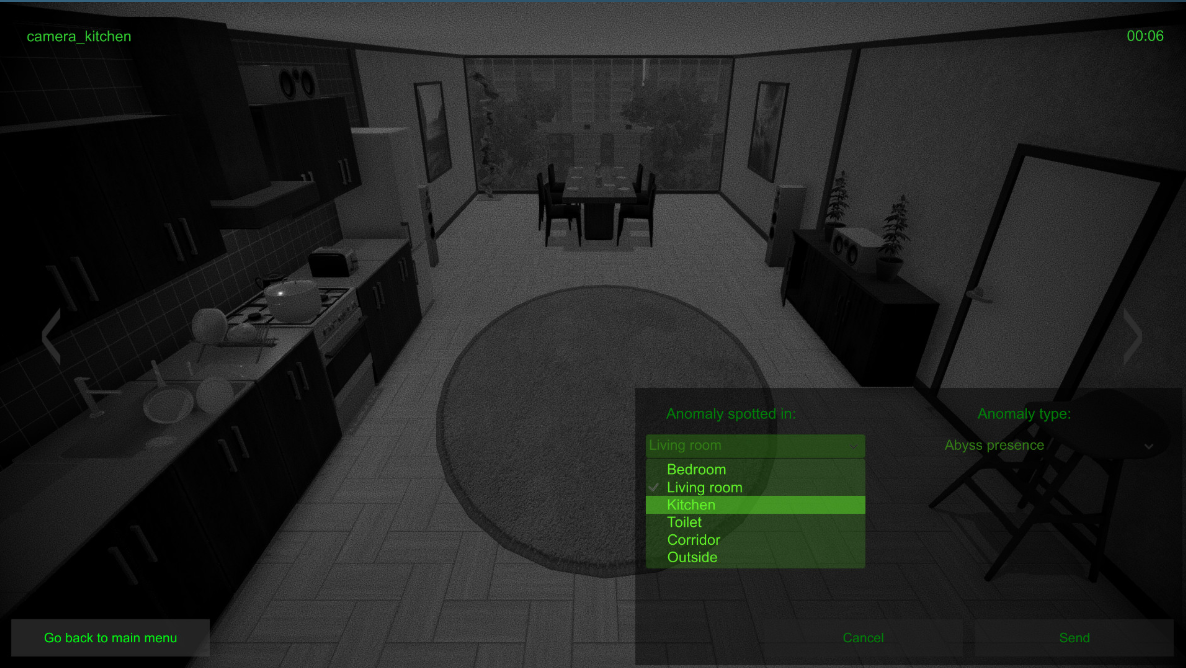 camera_kitchen
00:06
Anomaly spotted in:
Anomaly type:
Living room
Abyss presence
Bedroom
Living room
Kitchen
Toilet
Corridor
Outside
Go back to main menu
Cancel
Send